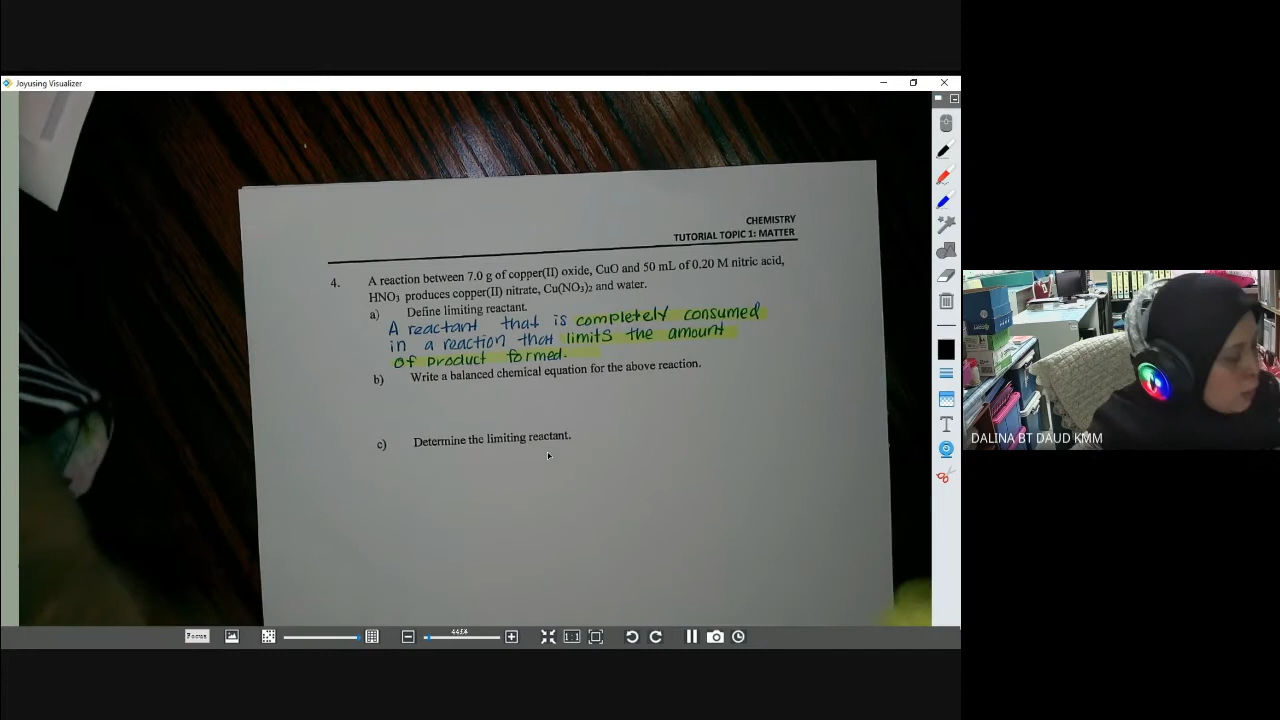 Joyusing Visualizer
CHEMISTRY
TUTORIAL TOPIC 1: MATTER
4. A reaction between 7.0 g of copper(II) oxide, CuO and 50 mL of 0.20 M nitric acid,
HNO3 produces copper(II) nitrate, Cu(NO3)2 and water.
a) Define limiting reactant.
A reactant that is completely consumed
in a reaction that limits the amount
of product formed.
b) Write a balanced chemical equation for the above reaction.
c) Determine the limiting reactant.
DALINA BT DAUD KMM
Focus
1:1